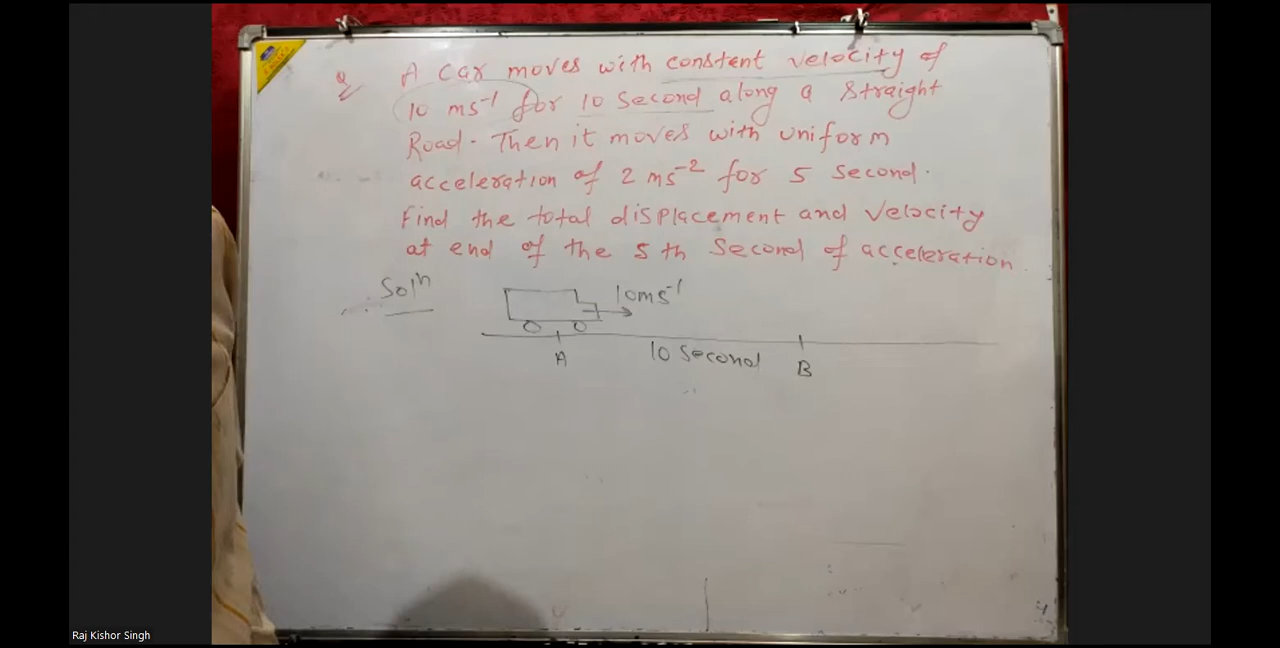 Q A Car moves with constant velocity of
10 ms⁻¹ for 10 Second along a straight
Road. Then it moves with uniform
acceleration of 2 ms⁻² for 5 second.
Find the total displacement and velocity
at end of the 5 th Second of acceleration
Solⁿ
10ms⁻¹
A 10 Second B
Raj Kishor Singh